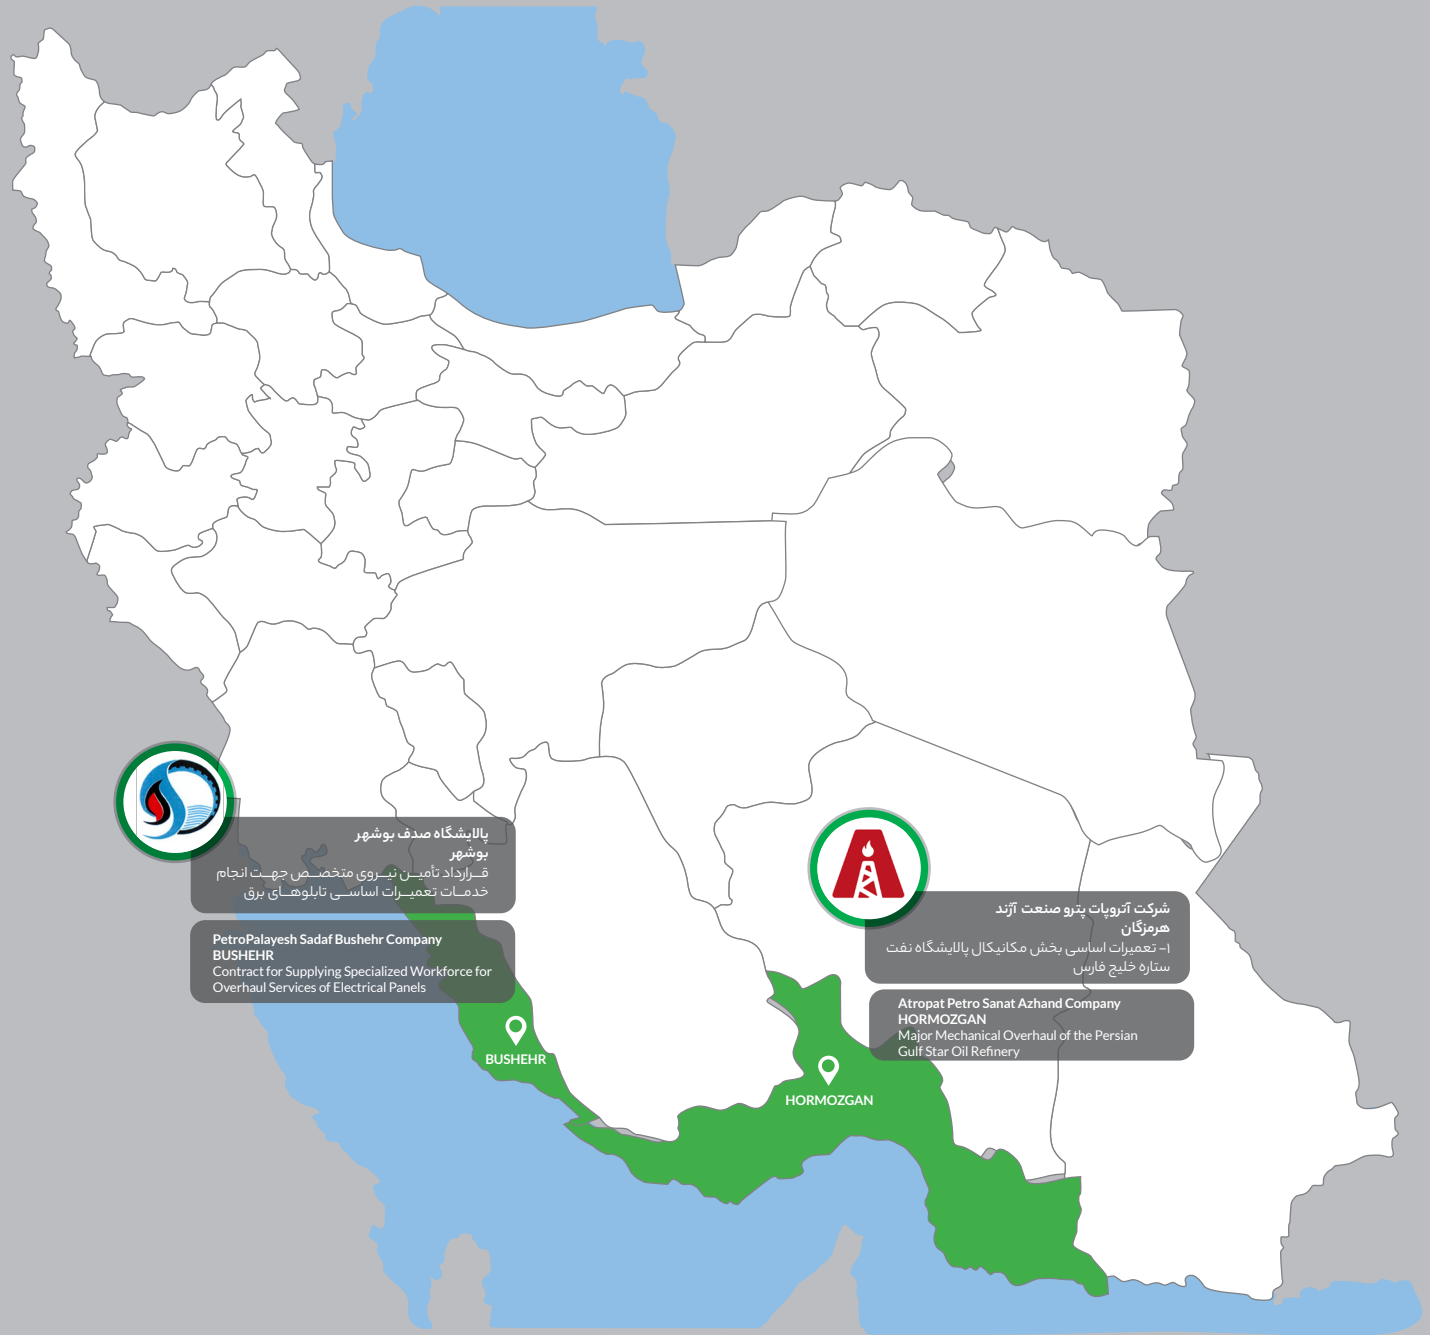 پالایشگاه صدف بوشهر
بوشهر
قرارداد تأمین نیروی متخصص جهت انجام
خدمات تعمیرات اساسی تابلوهای برق
PetroPalayesh Sadaf Bushehr Company
BUSHEHR
Contract for Supplying Specialized Workforce for
Overhaul Services of Electrical Panels
شرکت آتروپات پترو صنعت آژند
هرمزگان
۱- تعمیرات اساسی بخش مکانیکال پالایشگاه نفت
ستاره خلیج فارس
Atropat Petro Sanat Azhand Company
HORMOZGAN
Major Mechanical Overhaul of the Persian
Gulf Star Oil Refinery
BUSHEHR
HORMOZGAN